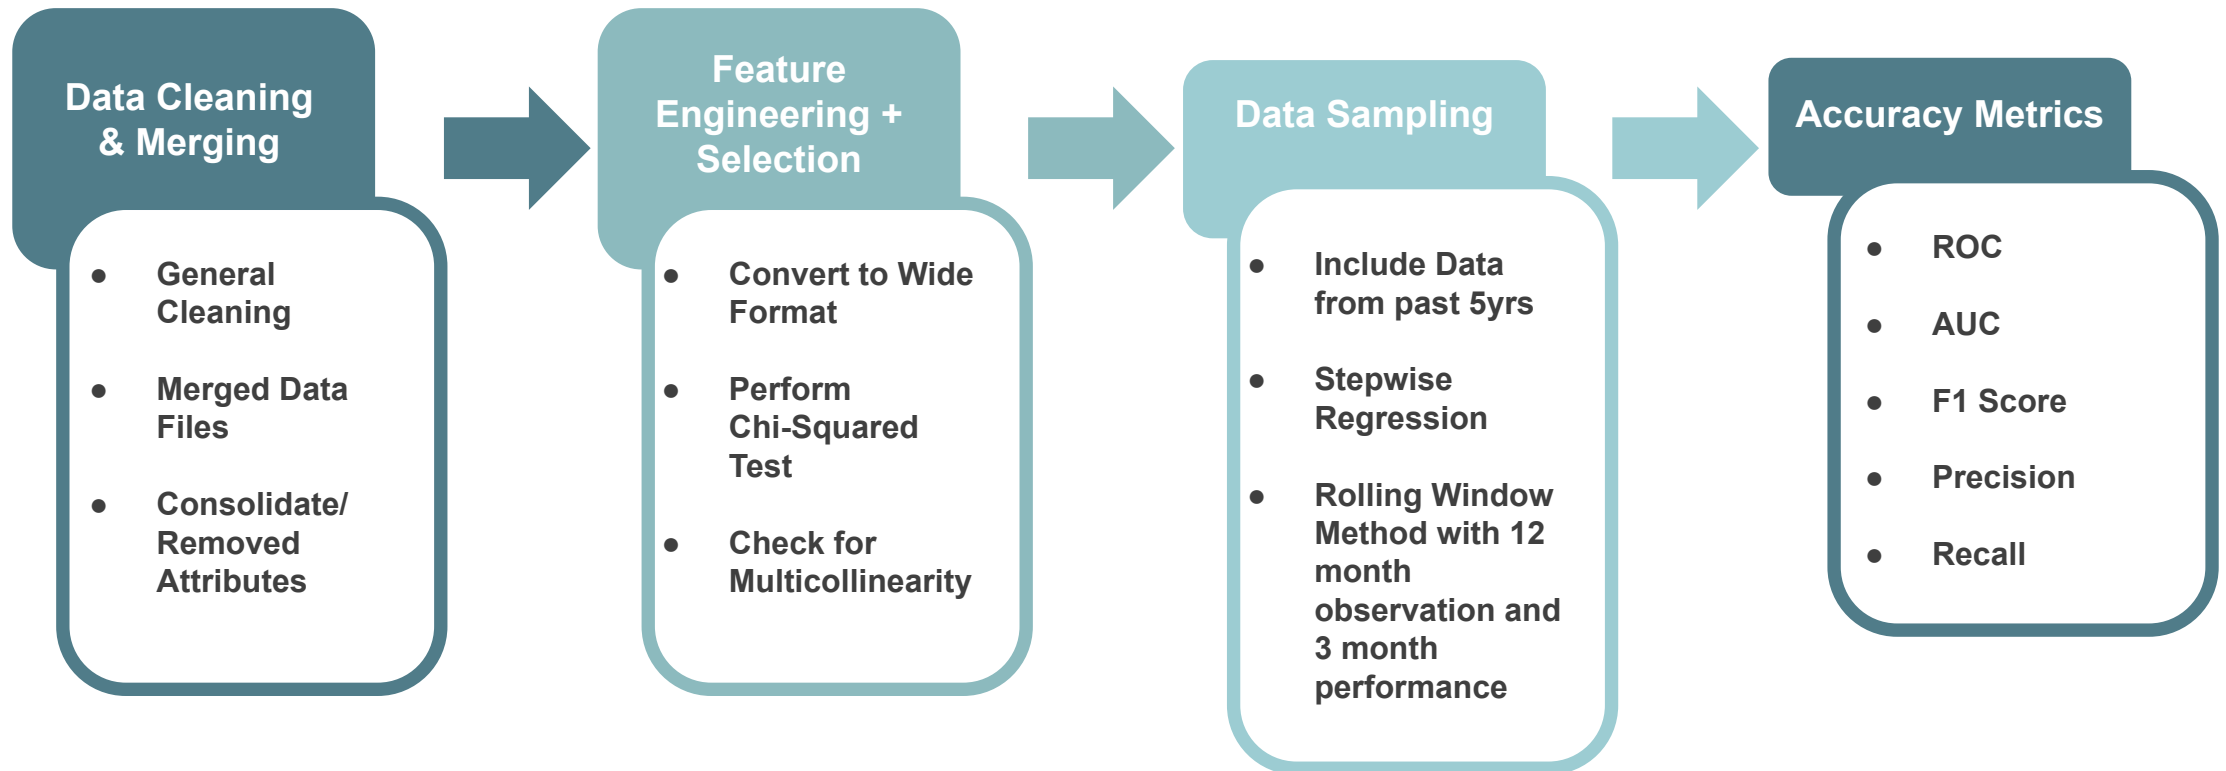 Data Cleaning
& Merging
● General
Cleaning
● Merged Data
Files
● Consolidate/
Removed
Attributes
Feature
Engineering +
Selection
● Convert to Wide
Format
● Perform
Chi-Squared
Test
● Check for
Multicollinearity
Data Sampling
● Include Data
from past 5yrs
● Stepwise
Regression
● Rolling Window
Method with 12
month
observation and
3 month
performance
Accuracy Metrics
● ROC
● AUC
● F1 Score
● Precision
● Recall